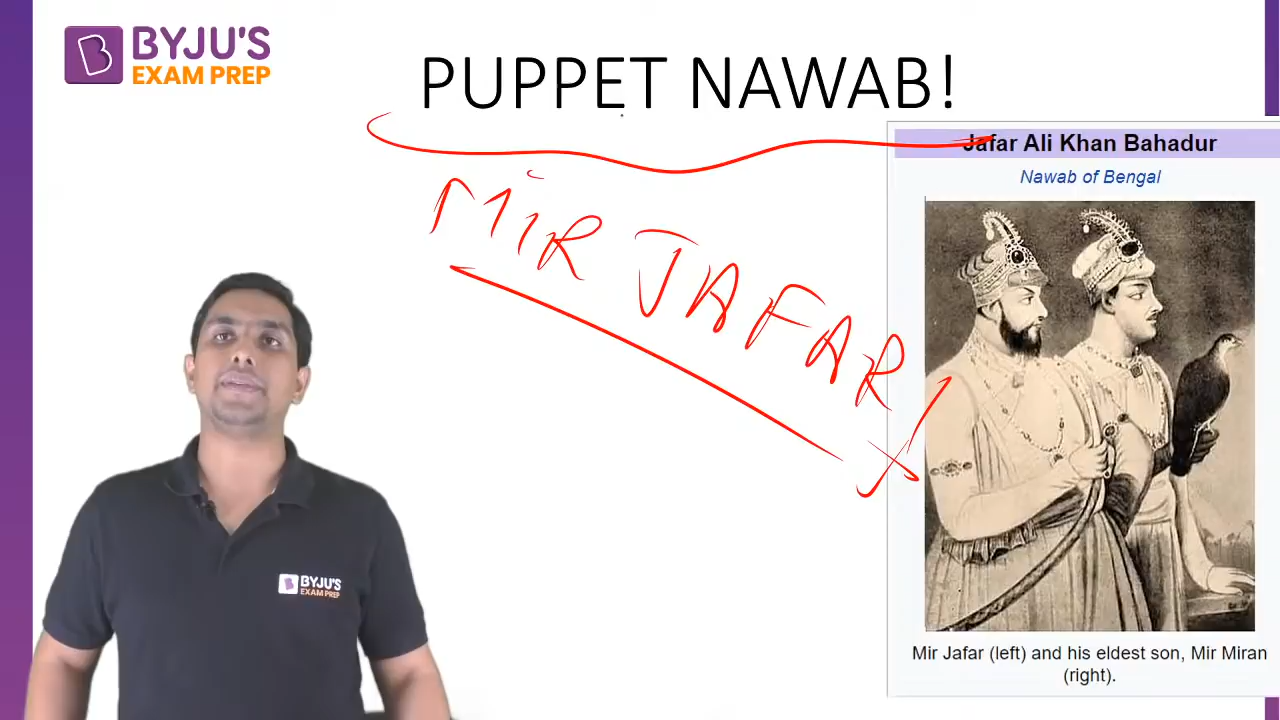 BYJU'S
EXAM PREP
PUPPET NAWAB!
Jafar Ali Khan Bahadur
Nawab of Bengal
MIR JAFAR
BYJU'S
EXAM PREP
Mir Jafar (left) and his eldest son, Mir Miran
(right).